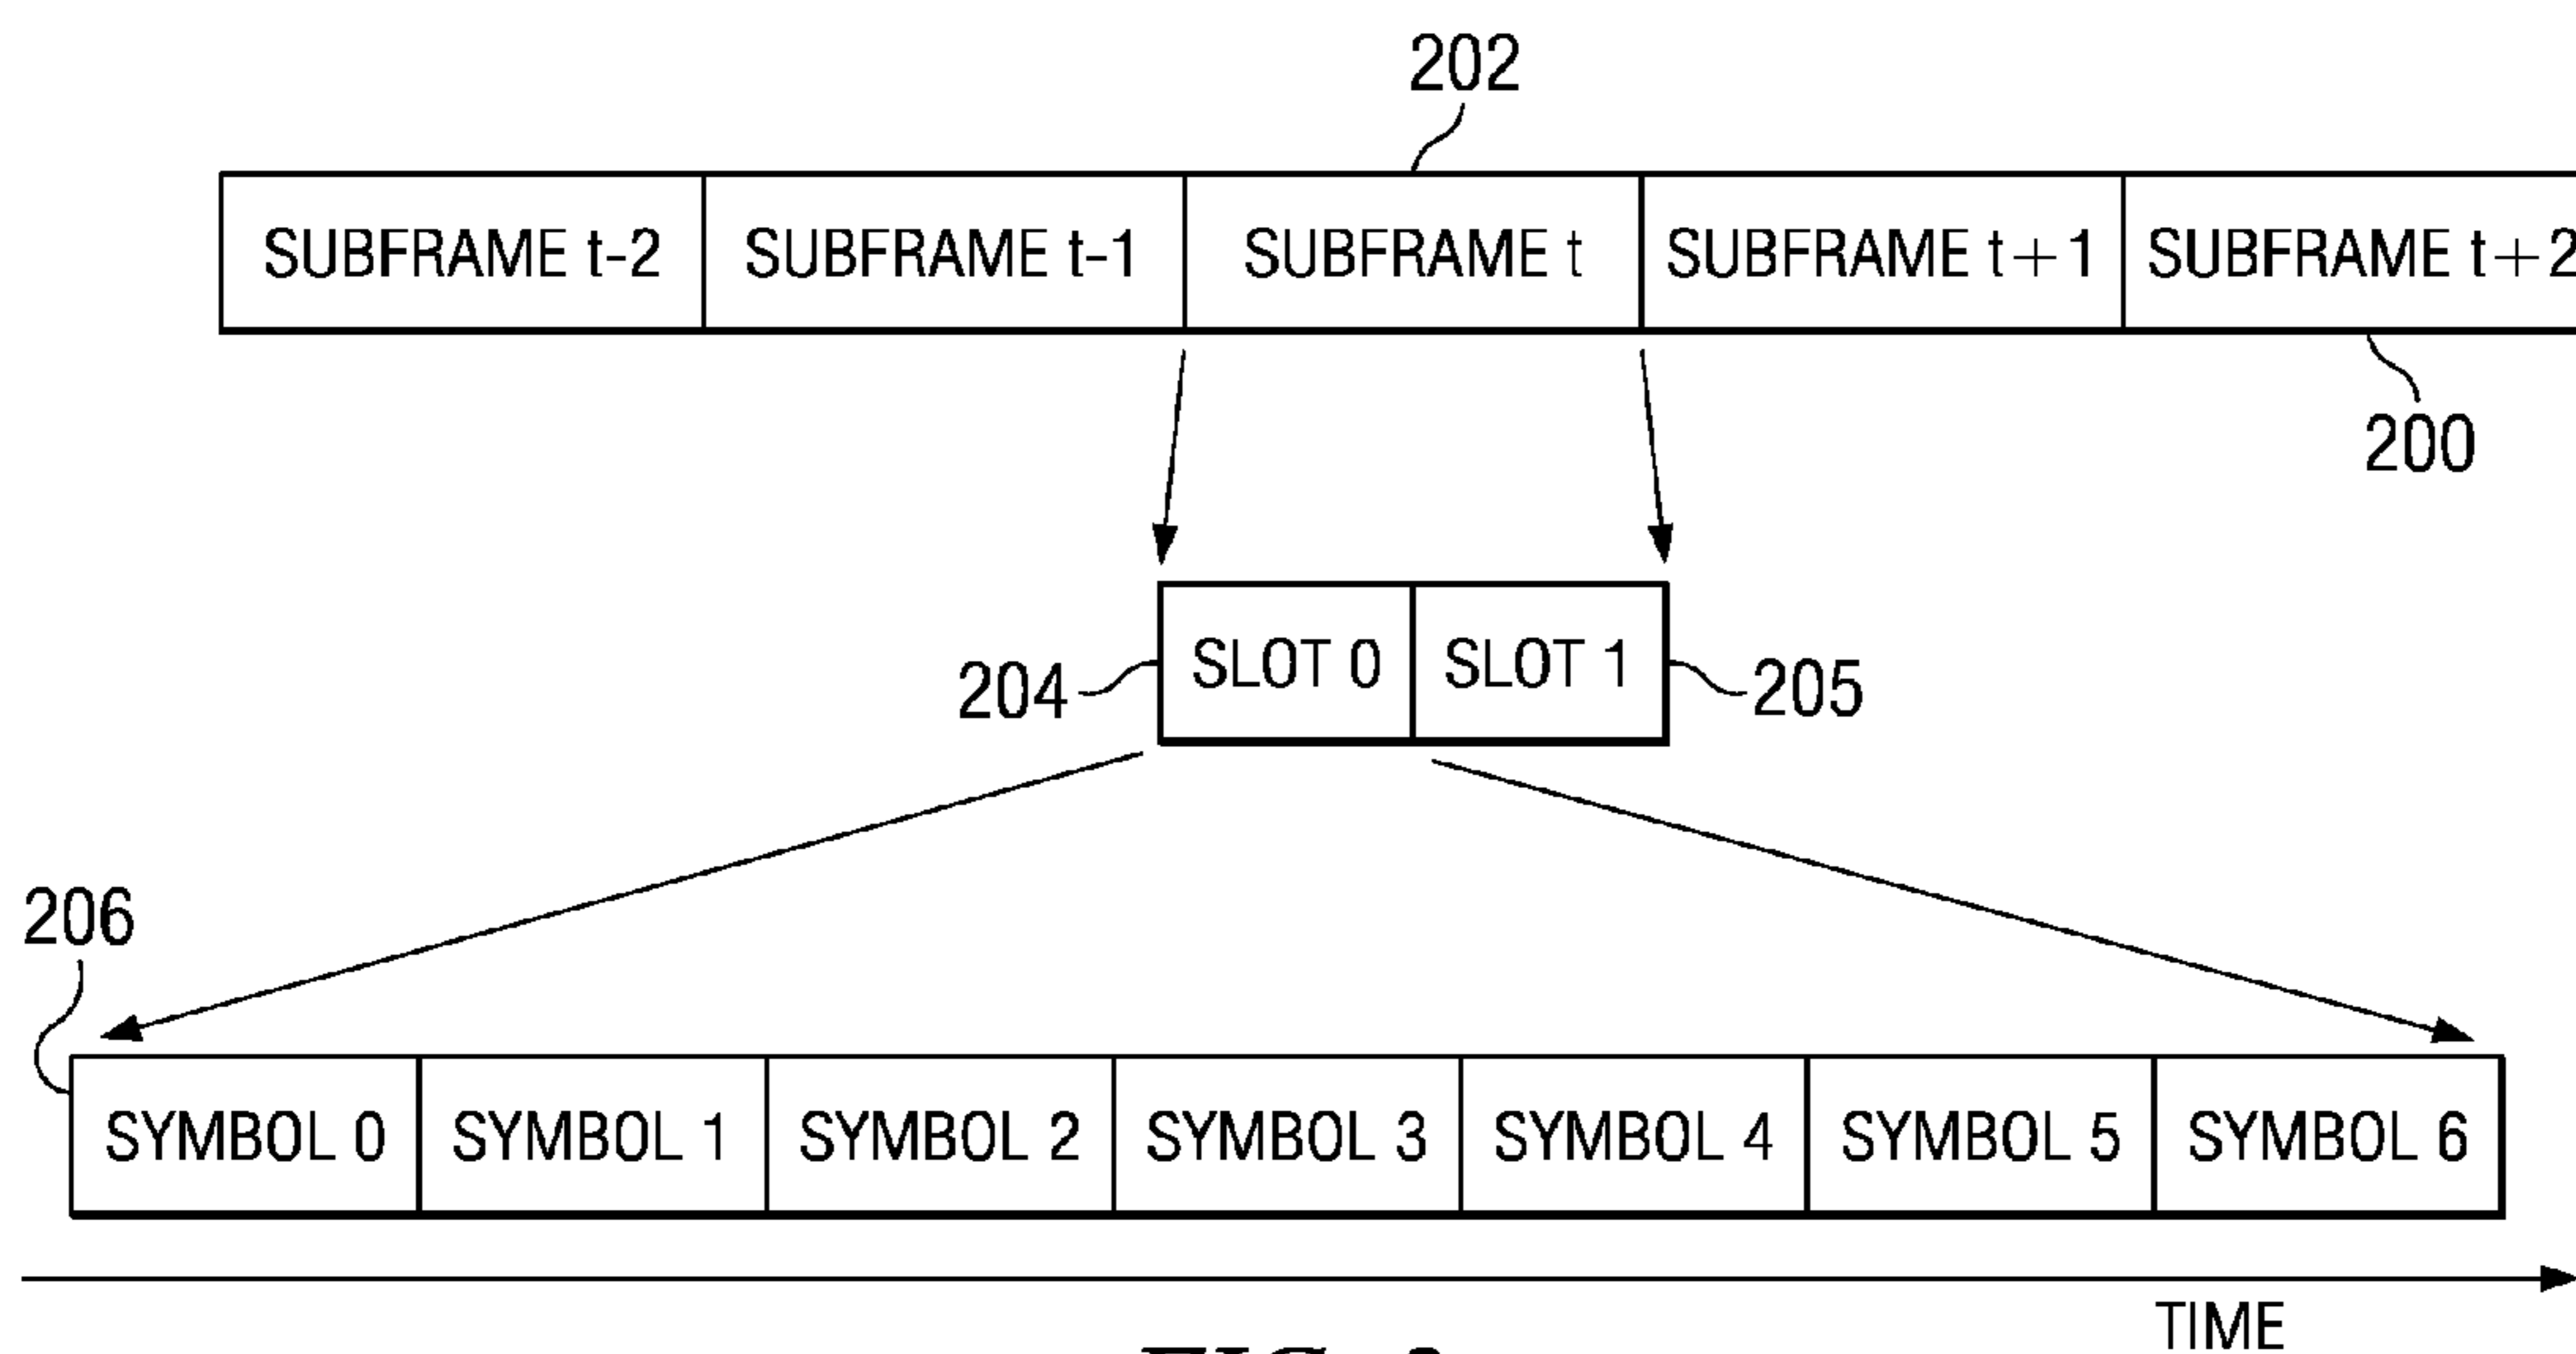 202
SUBFRAME t-2 SUBFRAME t-1 SUBFRAME t SUBFRAME t+1 SUBFRAME t+2
200
SLOT 0 SLOT 1
204 205
206
SYMBOL 0 SYMBOL 1 SYMBOL 2 SYMBOL 3 SYMBOL 4 SYMBOL 5 SYMBOL 6
TIME